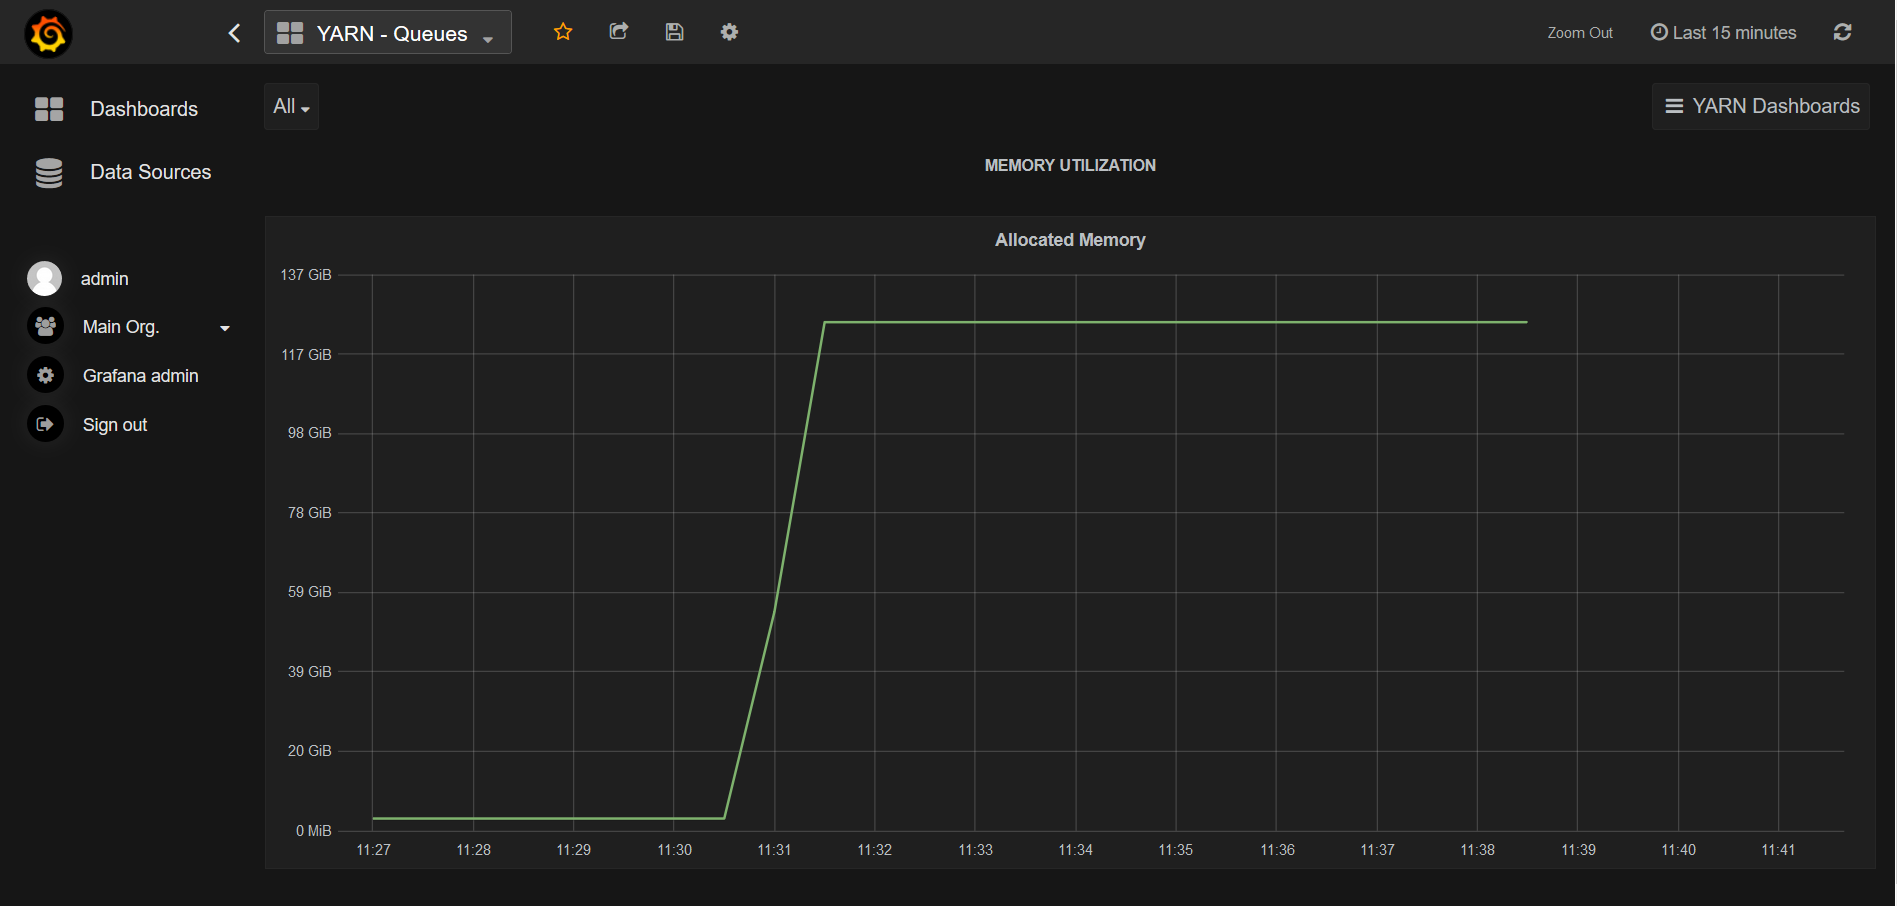 YARN - Queues
Zoom Out
Last 15 minutes
Dashboards
Data Sources
admin
Main Org.
Grafana admin
Sign out
All
YARN Dashboards
MEMORY UTILIZATION
Allocated Memory
137 GiB
117 GiB
98 GiB
78 GiB
59 GiB
39 GiB
20 GiB
0 MiB
11:27 11:28 11:29 11:30 11:31 11:32 11:33 11:34 11:35 11:36 11:37 11:38 11:39 11:40 11:41